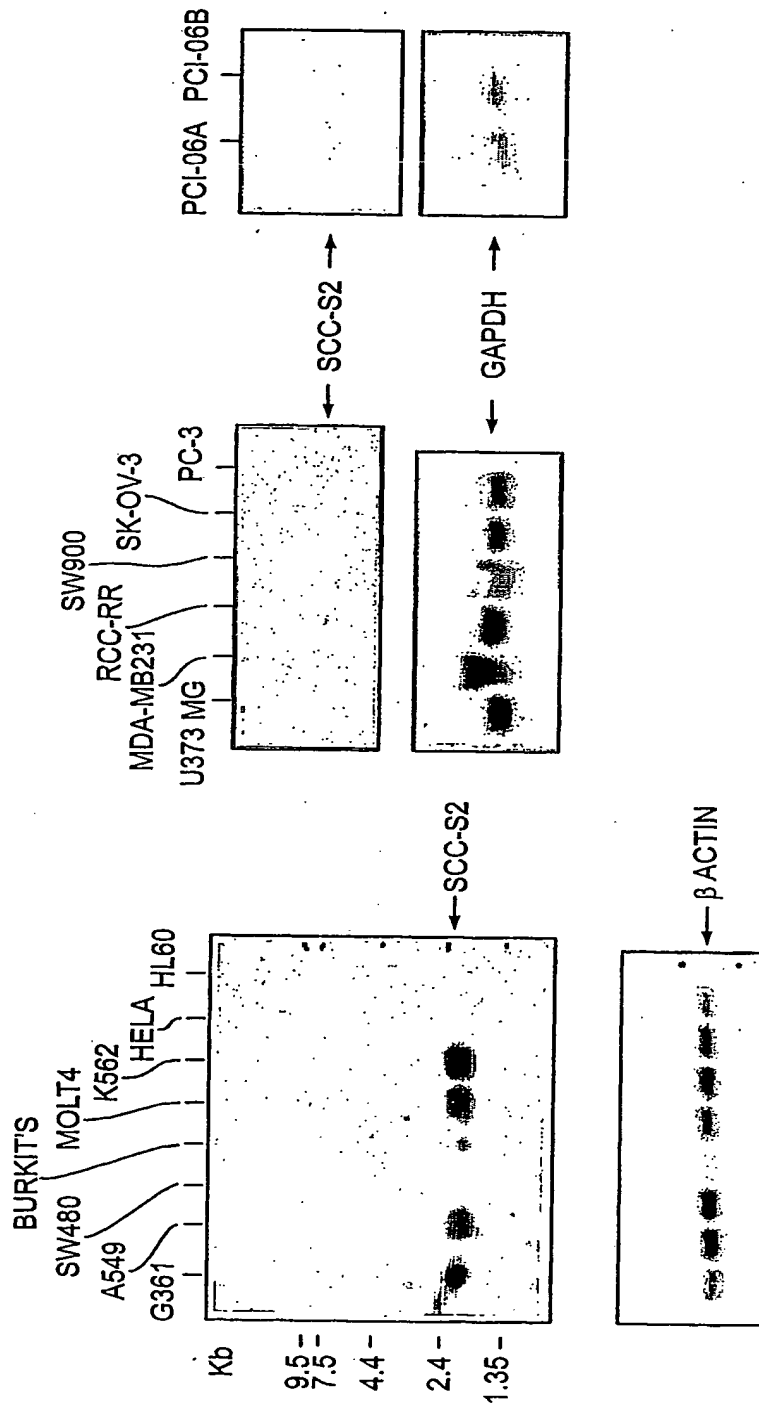 Kb
9.5
7.5
4.4
2.4
1.35
G361
A549
SW480
BURKIT'S
MOLT4
K562
HELA
HL60
SCC-S2
β ACTIN
U373 MG
MDA-MB231
RCC-RR
SW900
SK-OV-3
PC-3
SCC-S2
GAPDH
PCI-06A
PCI-06B